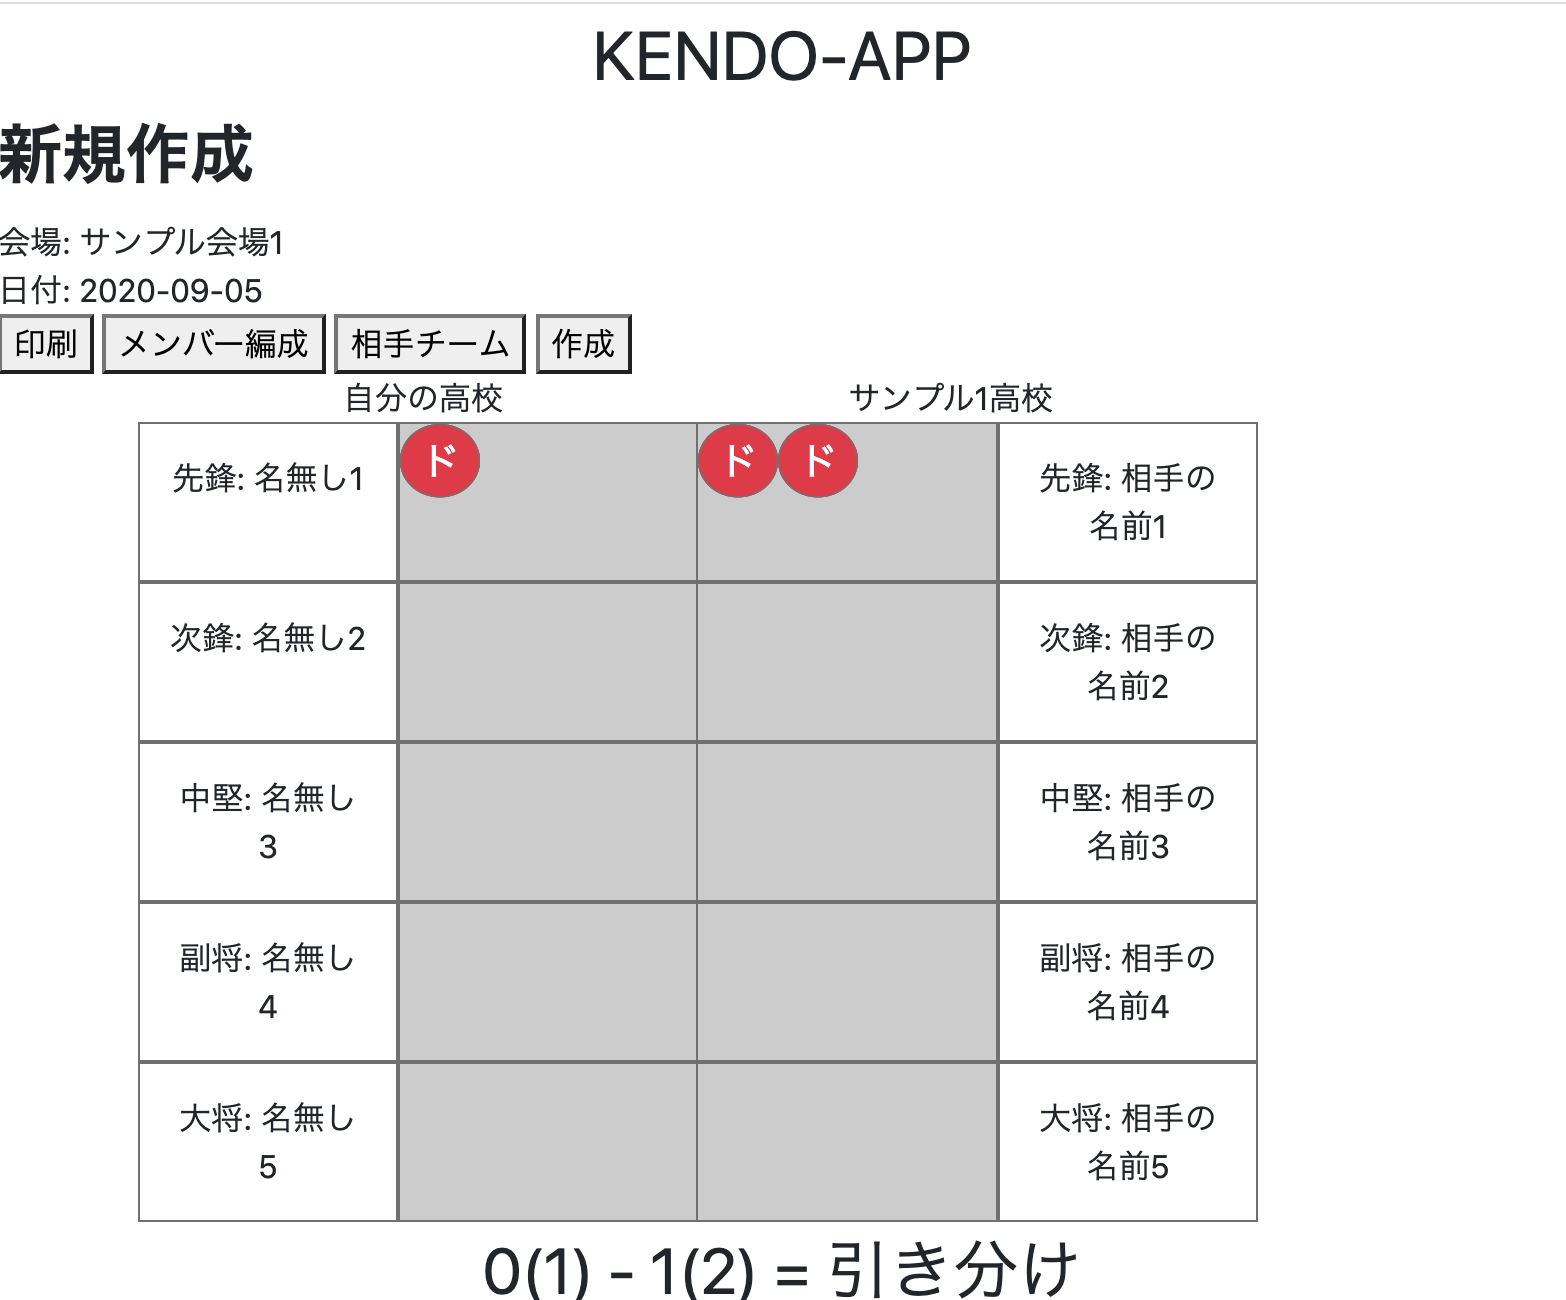 KENDO-APP
新規作成
会場: サンプル会場1
日付: 2020-09-05
印刷 メンバー編成 相手チーム 作成
自分の高校 サンプル1高校
先鋒: 名無し1
ド
ド ド
先鋒: 相手の
名前1
次鋒: 名無し2
次鋒: 相手の
名前2
中堅: 名無し
3
中堅: 相手の
名前3
副将: 名無し
4
副将: 相手の
名前4
大将: 名無し
5
大将: 相手の
名前5
0(1) - 1(2) = 引き分け